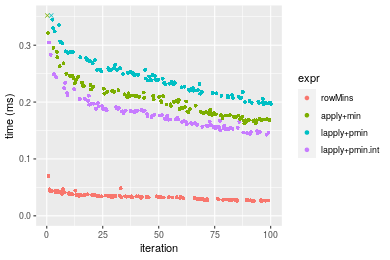 time (ms)
0.3
0.2
0.1
0.0
0
25
50
75
100
iteration
expr
rowMins
apply+min
lapply+pmin
lapply+pmin.int